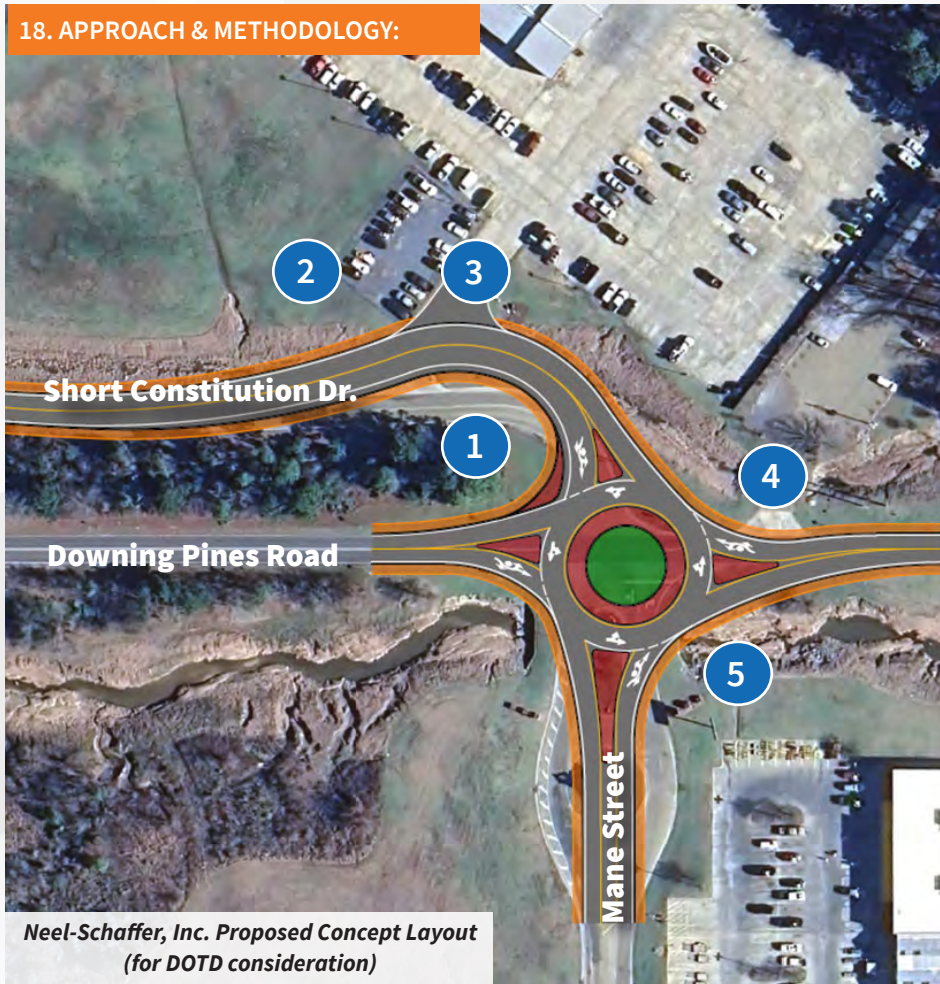 18. APPROACH & METHODOLOGY:
2
3
Short Constitution Dr.
1
4
Downing Pines Road
5
Mane Street
Neel-Schaffer, Inc. Proposed Concept Layout
(for DOTD consideration)